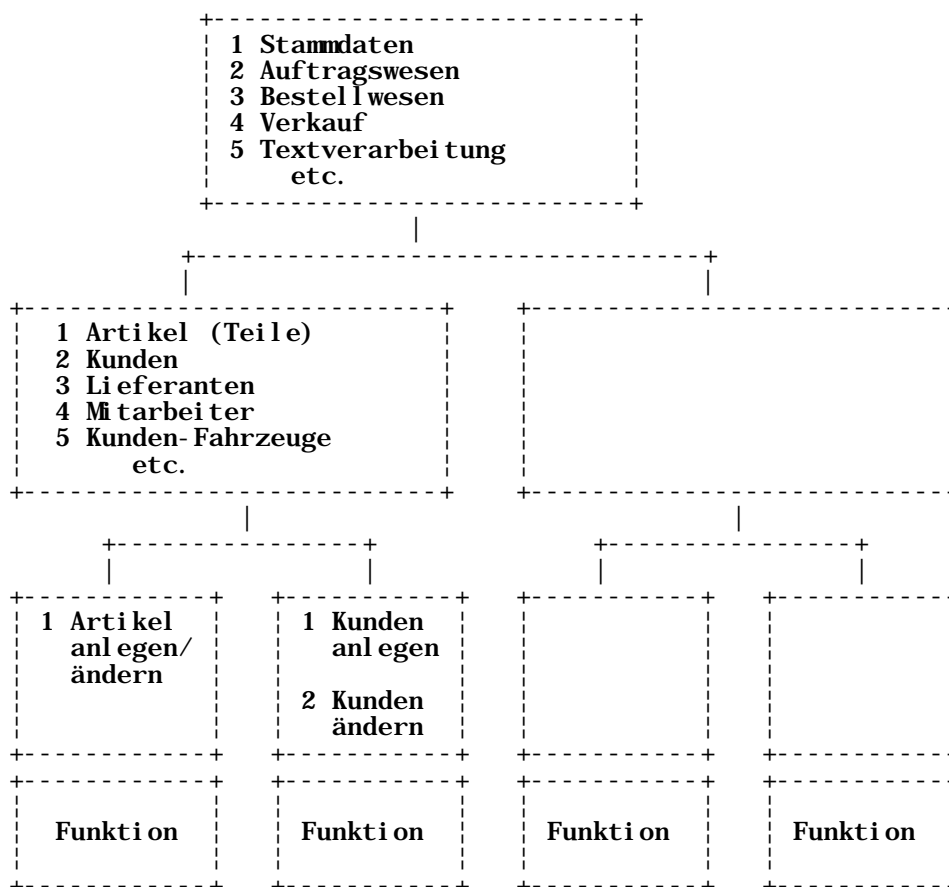 1 Stammdaten
2 Auftragswesen
3 Bestellwesen
4 Verkauf
5 Textverarbeitung
etc.
1 Artikel (Teile)
2 Kunden
3 Lieferanten
4 Mitarbeiter
5 Kunden-Fahrzeuge
etc.
1 Artikel
anlegen/
ändern
1 Kunden
anlegen
2 Kunden
ändern
Funktion
Funktion
Funktion
Funktion